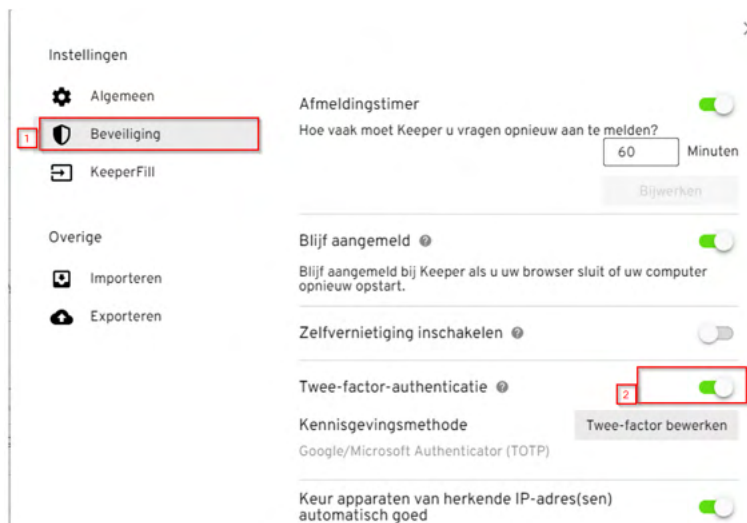 Instellingen
Algemeen
1
Beveiliging
KeeperFill
Overige
Importeren
Exporteren
Afmeldingstimer
Hoe vaak moet Keeper u vragen opnieuw aan te melden?
60 Minuten
Bijwerken
Blijf aangemeld
Blijf aangemeld bij Keeper als u uw browser sluit of uw computer
opnieuw opstart.
Zelfvernietiging inschakelen
Twee-factor-authenticatie
2
Kennisgevingsmethode
Twee-factor bewerken
Google/Microsoft Authenticator (TOTP)
Keur apparaten van herkende IP-adres(sen)
automatisch goed